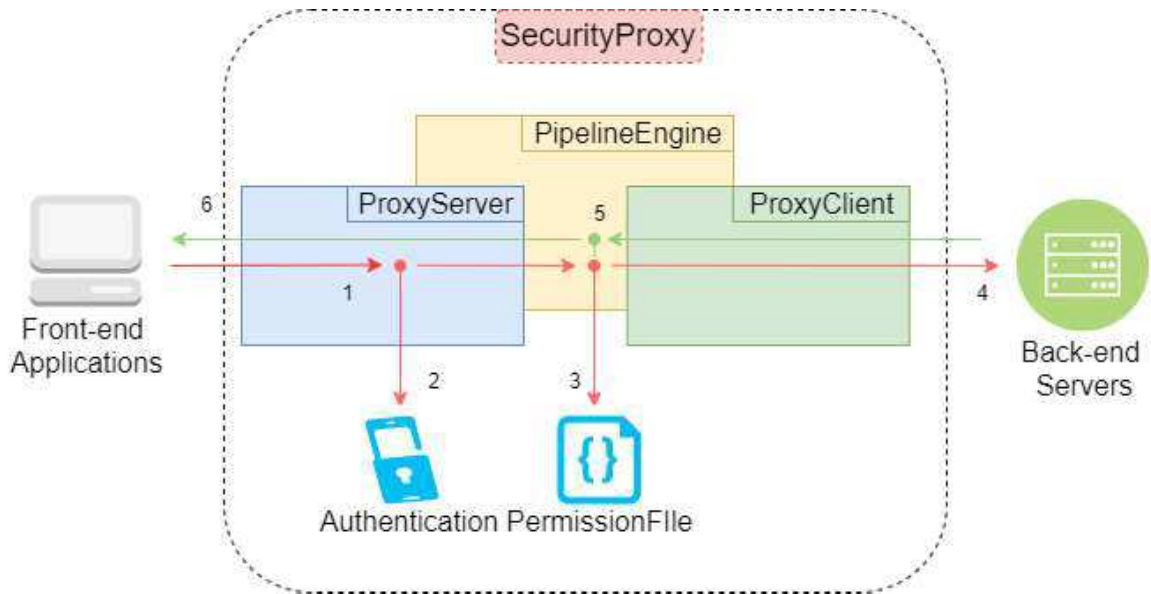 SecurityProxy
PipelineEngine
ProxyServer
ProxyClient
6
5
1
4
Front-end
Applications
Back-end
Servers
2
3
Authentication
PermissionFIle